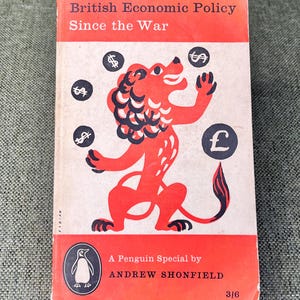 British Economic Policy
Since the War
$
$
$
$
£
A Penguin Special by
ANDREW SHONFIELD
3/6